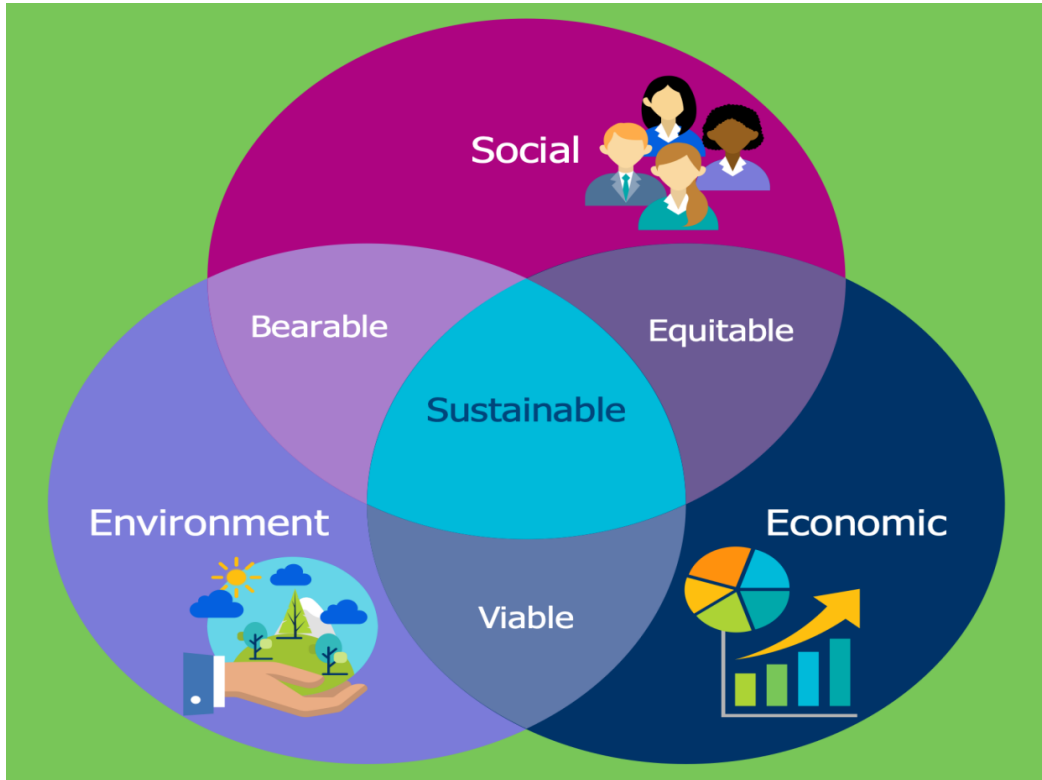 Social
Bearable
Equitable
Sustainable
Environment
Economic
Viable